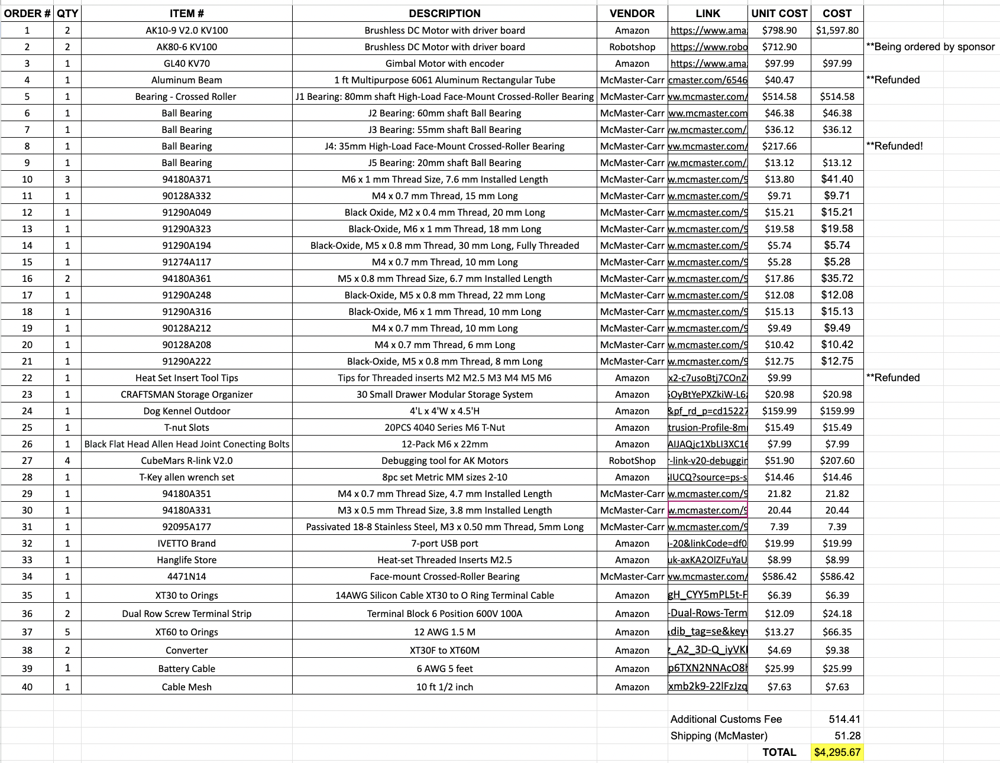 ORDER # QTY ITEM # DESCRIPTION VENDOR LINK UNIT COST COST
1 2 AK10-9 V2.0 KV100 Brushless DC Motor with driver board Amazon https://www.ama $798.90 $1,597.80
2 2 AK80-6 KV100 Brushless DC Motor with driver board Robotshop https://www.robo $712.90 **Being ordered by sponsor
3 1 GL40 KV70 Gimbal Motor with encoder Amazon https://www.ama $97.99 $97.99
4 1 Aluminum Beam 1 ft Multipurpose 6061 Aluminum Rectangular Tube McMaster-Carr cmaster.com/6546 $40.47 **Refunded
5 1 Bearing - Crossed Roller J1 Bearing: 80mm shaft High-Load Face-Mount Crossed-Roller Bearing McMaster-Carr ww.mcmaster.com/ $514.58 $514.58
6 1 Ball Bearing J2 Bearing: 60mm shaft Ball Bearing McMaster-Carr ww.mcmaster.com $46.38 $46.38
7 1 Ball Bearing J3 Bearing: 55mm shaft Ball Bearing McMaster-Carr w.mcmaster.com/ $36.12 $36.12
8 1 Ball Bearing J4: 35mm High-Load Face-Mount Crossed-Roller Bearing McMaster-Carr ww.mcmaster.com/ $217.66 **Refunded!
9 1 Ball Bearing J5 Bearing: 20mm shaft Ball Bearing McMaster-Carr w.mcmaster.com/ $13.12 $13.12
10 3 94180A371 M6 x 1 mm Thread Size, 7.6 mm Installed Length McMaster-Carr w.mcmaster.com/9 $13.80 $41.40
11 1 90128A332 M4 x 0.7 mm Thread, 15 mm Long McMaster-Carr w.mcmaster.com/9 $9.71 $9.71
12 1 91290A049 Black Oxide, M2 x 0.4 mm Thread, 20 mm Long McMaster-Carr w.mcmaster.com/9 $15.21 $15.21
13 1 91290A323 Black-Oxide, M6 x 1 mm Thread, 18 mm Long McMaster-Carr w.mcmaster.com/9 $19.58 $19.58
14 1 91290A194 Black-Oxide, M5 x 0.8 mm Thread, 30 mm Long, Fully Threaded McMaster-Carr w.mcmaster.com/9 $5.74 $5.74
15 1 91274A117 M4 x 0.7 mm Thread, 10 mm Long McMaster-Carr w.mcmaster.com/9 $5.28 $5.28
16 2 94180A361 M5 x 0.8 mm Thread Size, 6.7 mm Installed Length McMaster-Carr w.mcmaster.com/9 $17.86 $35.72
17 1 91290A248 Black-Oxide, M5 x 0.8 mm Thread, 22 mm Long McMaster-Carr w.mcmaster.com/9 $12.08 $12.08
18 1 91290A316 Black-Oxide, M6 x 1 mm Thread, 10 mm Long McMaster-Carr w.mcmaster.com/9 $15.13 $15.13
19 1 90128A212 M4 x 0.7 mm Thread, 10 mm Long McMaster-Carr w.mcmaster.com/9 $9.49 $9.49
20 1 90128A208 M4 x 0.7 mm Thread, 6 mm Long McMaster-Carr w.mcmaster.com/9 $10.42 $10.42
21 1 91290A222 Black-Oxide, M5 x 0.8 mm Thread, 8 mm Long McMaster-Carr w.mcmaster.com/9 $12.75 $12.75
22 1 Heat Set Insert Tool Tips Tips for Threaded inserts M2 M2.5 M3 M4 M5 M6 Amazon x2-c7usoBtj7COnZ $9.99 **Refunded
23 1 CRAFTSMAN Storage Organizer 30 Small Drawer Modular Storage System Amazon OyBtYePXZkiW-L6 $20.98 $20.98
24 1 Dog Kennel Outdoor 4'L x 4'W x 4.5'H Amazon &pf_rd_p=cd15227 $159.99 $159.99
25 1 T-nut Slots 20PCS 4040 Series M6 T-Nut Amazon trusion-Profile-8m $15.49 $15.49
26 1 Black Flat Head Allen Head Joint Conecting Bolts 12-Pack M6 x 22mm Amazon AIJAQjc1XbLI3XC16 $7.99 $7.99
27 4 CubeMars R-link V2.0 Debugging tool for AK Motors RobotShop r-link-v20-debuggin $51.90 $207.60
28 1 T-Key allen wrench set 8pc set Metric MM sizes 2-10 Amazon IUCQ?source=ps-s $14.46 $14.46
29 1 94180A351 M4 x 0.7 mm Thread Size, 4.7 mm Installed Length McMaster-Carr w.mcmaster.com/9 21.82 21.82
30 1 94180A331 M3 x 0.5 mm Thread Size, 3.8 mm Installed Length McMaster-Carr w.mcmaster.com/9 20.44 20.44
31 1 92095A177 Passivated 18-8 Stainless Steel, M3 x 0.50 mm Thread, 5mm Long McMaster-Carr w.mcmaster.com/9 7.39 7.39
32 1 IVETTO Brand 7-port USB port Amazon -20&linkCode=df0 $19.99 $19.99
33 1 Hanglife Store Heat-set Threaded Inserts M2.5 Amazon uk-axKA2OlZFuYaU $8.99 $8.99
34 1 4471N14 Face-mount Crossed-Roller Bearing McMaster-Carr ww.mcmaster.com/ $586.42 $586.42
35 1 XT30 to Orings 14AWG Silicon Cable XT30 to O Ring Terminal Cable Amazon gH_CYY5mPL5t-F $6.39 $6.39
36 2 Dual Row Screw Terminal Strip Terminal Block 6 Position 600V 100A Amazon -Dual-Rows-Term $12.09 $24.18
37 5 XT60 to Orings 12 AWG 1.5 M Amazon dib_tag=se&key $13.27 $66.35
38 2 Converter XT30F to XT60M Amazon z_A2_3D-Q_iyVK $4.69 $9.38
39 1 Battery Cable 6 AWG 5 feet Amazon p6TXN2NNAcO8 $25.99 $25.99
40 1 Cable Mesh 10 ft 1/2 inch Amazon xmb2k9-22lFzJzq $7.63 $7.63
Additional Customs Fee 514.41
Shipping (McMaster) 51.28
TOTAL $4,295.67